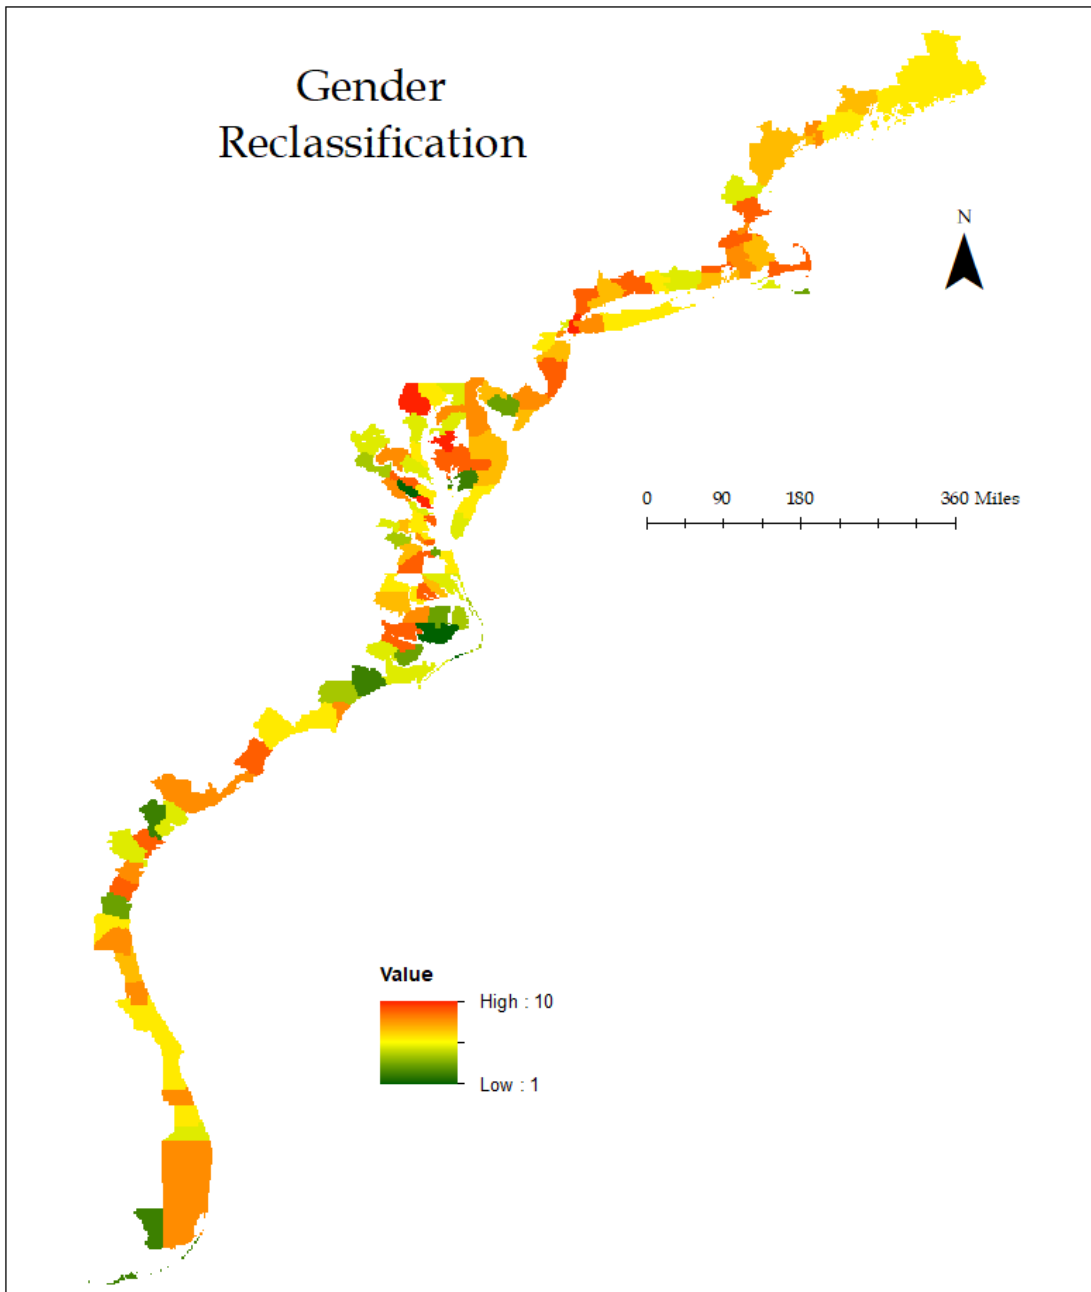 Gender
Reclassification
N
0 90 180 360 Miles
Value
High : 10
Low : 1